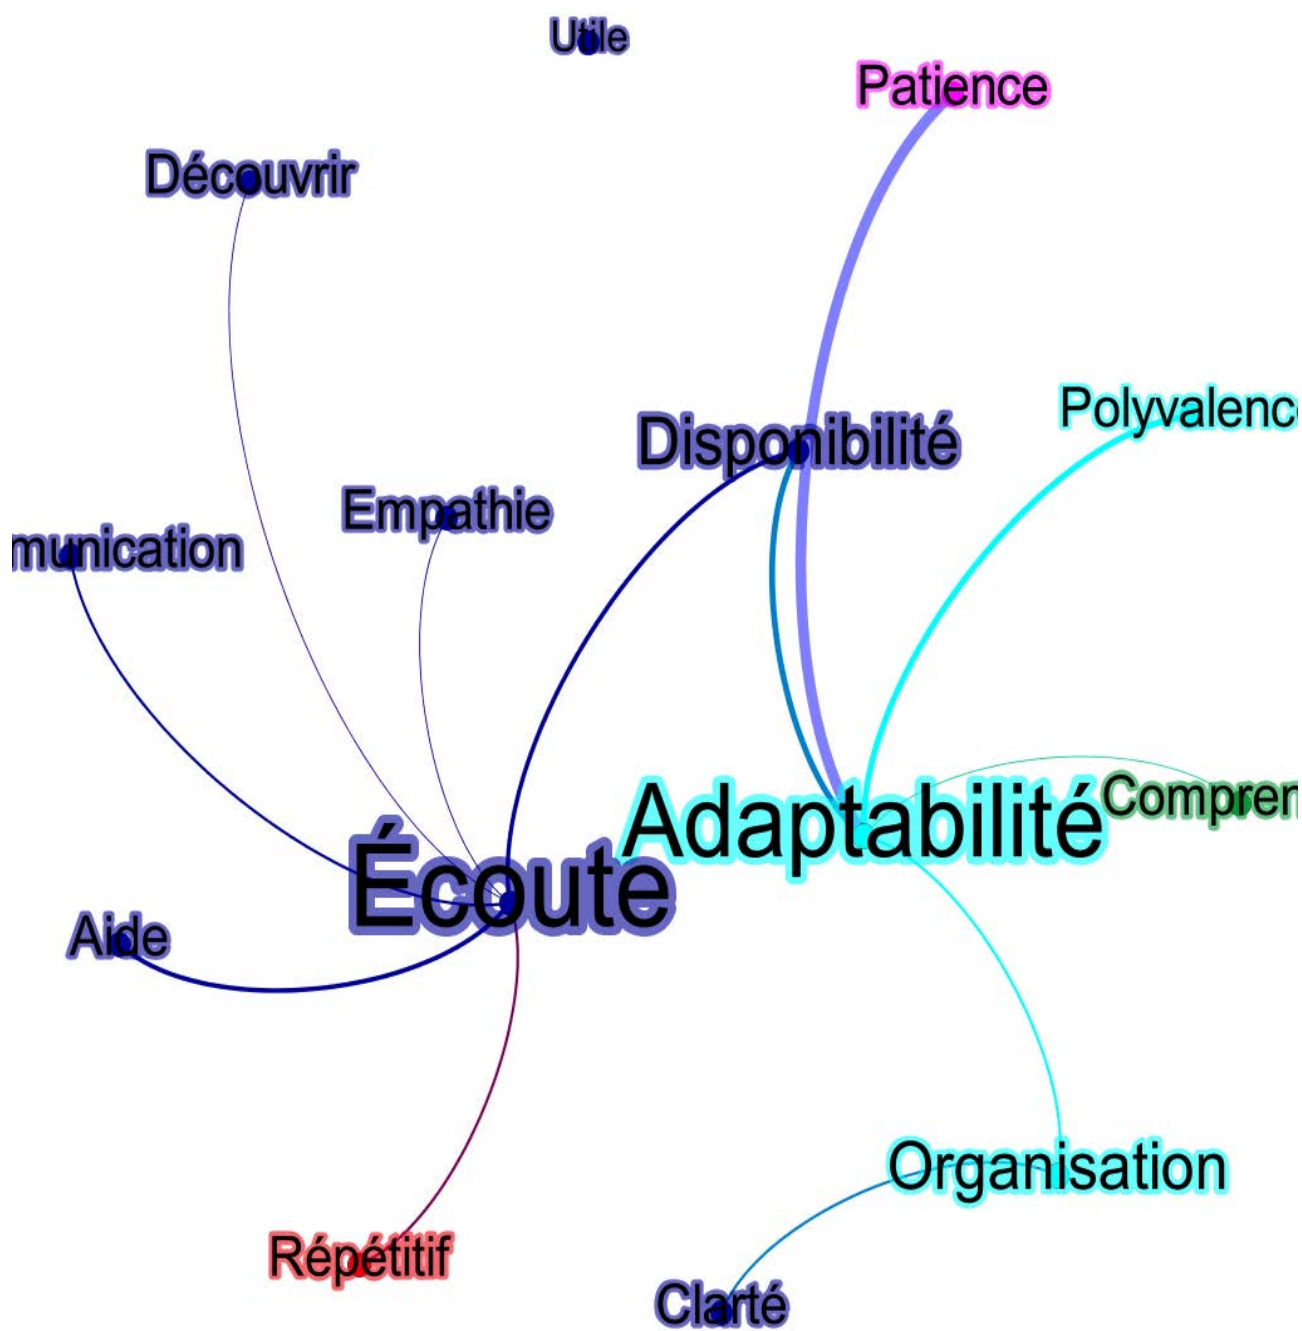 Utile
Patience
Découvrir
Polyvalence
Disponibilité
Empathie
munication
Adaptabilité
Compren
Écoute
Aide
Organisation
Répétitif
Clarté